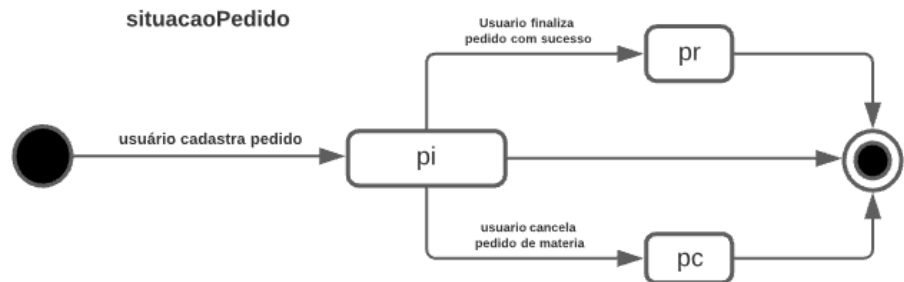 situacaoPedido
Usuario finaliza
pedido com sucesso
pr
usuário cadastra pedido
pi
usuario cancela
pedido de materia
pc